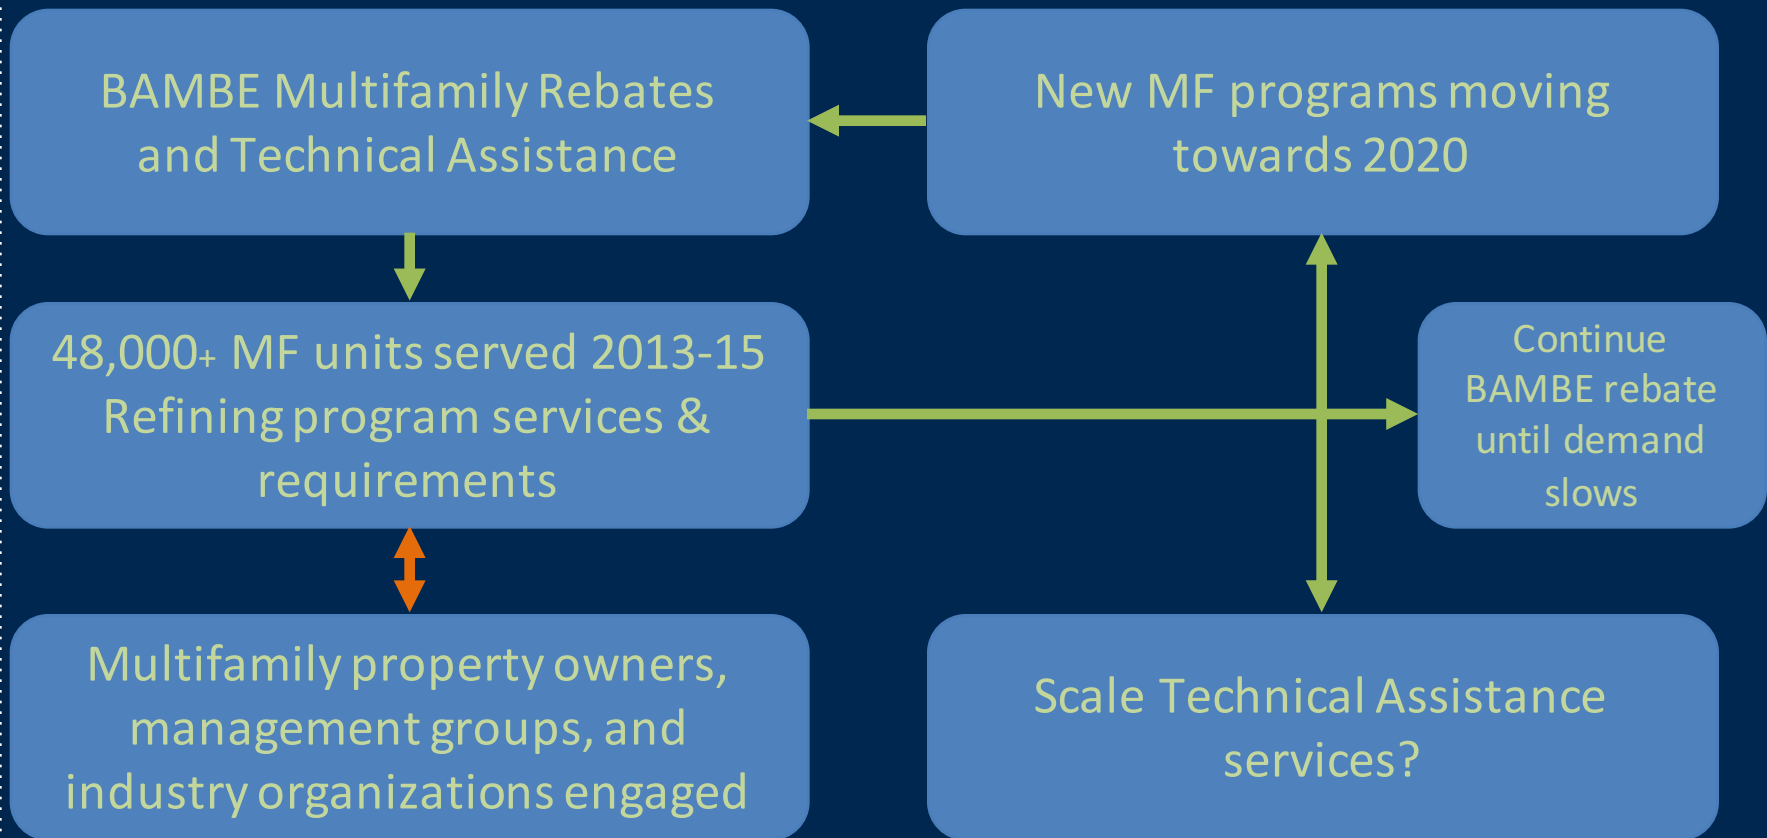 BAMBE Multifamily Rebates
and Technical Assistance
New MF programs moving
towards 2020
48,000+ MF units served 2013-15
Refining program services &
requirements
Continue
BAMBE rebate
until demand
slows
Multifamily property owners,
management groups, and
industry organizations engaged
Scale Technical Assistance
services?